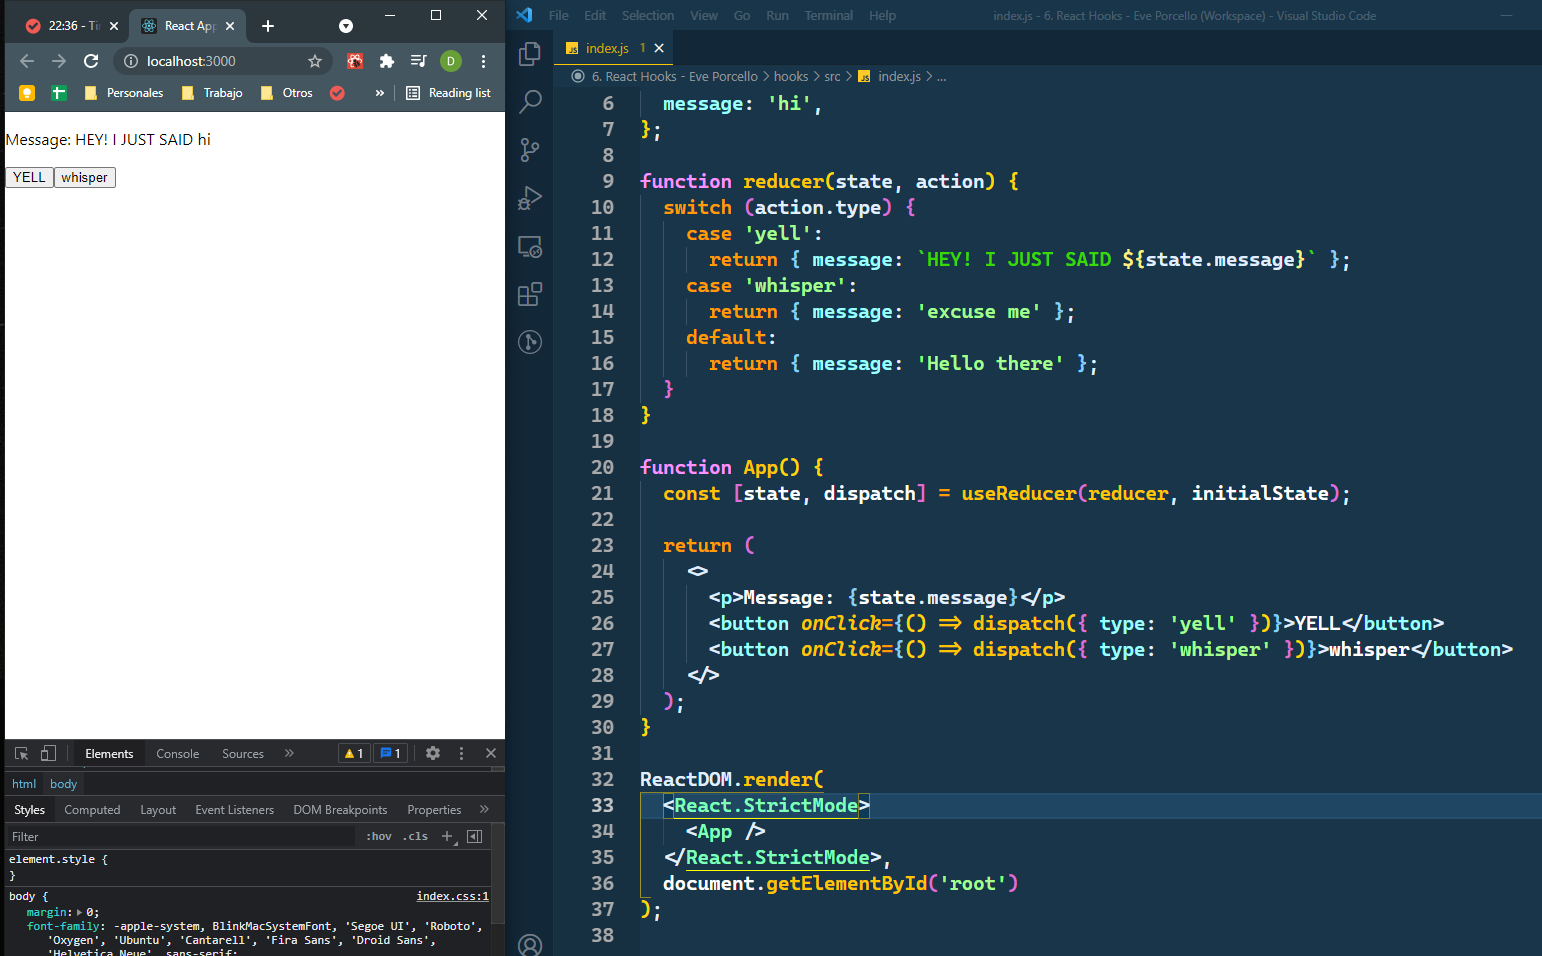 22:36 - Ti
React App
localhost:3000
D
Personales
Trabajo
Otros
»
Reading list
Message: HEY! I JUST SAID hi
YELL
whisper
Elements
Console
Sources
»
1
1
html
body
Styles
Computed
Layout
Event Listeners
DOM Breakpoints
Properties
»
Filter
:hov
.cls
element.style {
}
body {
index.css:1
margin: 0;
font-family: -apple-system, BlinkMacSystemFont, 'Segoe UI', 'Roboto',
'Oxygen', 'Ubuntu', 'Cantarell', 'Fira Sans', 'Droid Sans',
'Helvetica Neue', sans-serif;
File Edit Selection View Go Run Terminal Help
index.js - 6. React Hooks - Eve Porcello (Workspace) - Visual Studio Code
JS index.js 1
6. React Hooks - Eve Porcello > hooks > src > JS index.js > ...
6 message: 'hi',
7 };
8
9 function reducer(state, action) {
10 switch (action.type) {
11 case 'yell':
12 return { message: `HEY! I JUST SAID ${state.message}` };
13 case 'whisper':
14 return { message: 'excuse me' };
15 default:
16 return { message: 'Hello there' };
17 }
18 }
19
20 function App() {
21 const [state, dispatch] = useReducer(reducer, initialState);
22
23 return (
24 <>
25 <p>Message: {state.message}</p>
26 <button onClick={() => dispatch({ type: 'yell' })}>YELL</button>
27 <button onClick={() => dispatch({ type: 'whisper' })}>whisper</button>
28 </>
29 );
30 }
31
32 ReactDOM.render(
33 <React.StrictMode>
34 <App />
35 </React.StrictMode>,
36 document.getElementById('root')
37 );
38